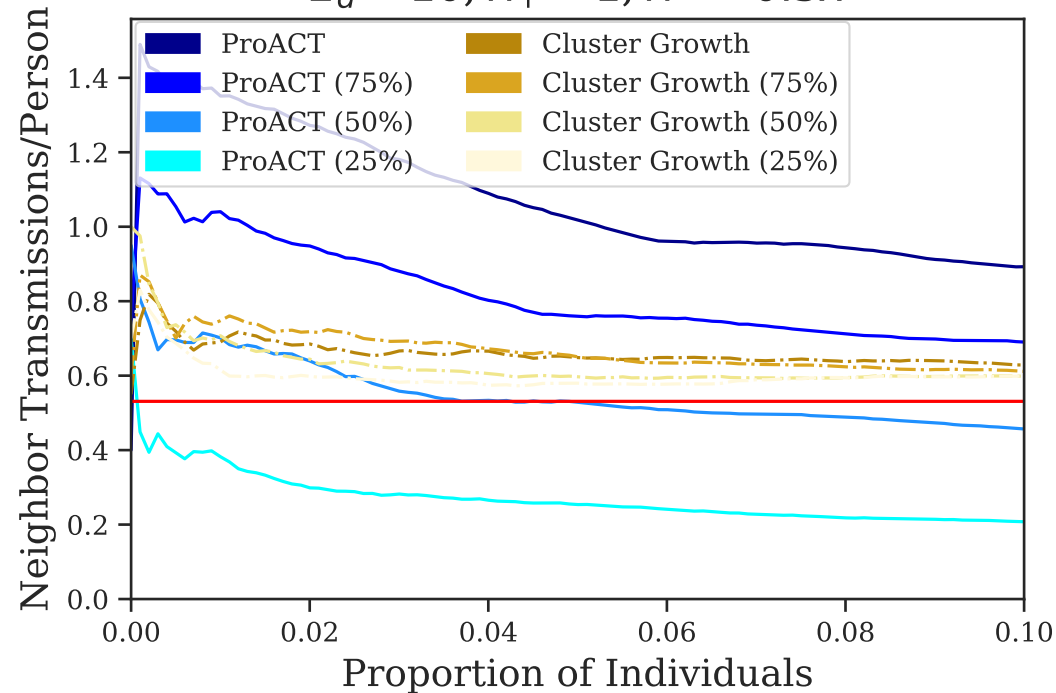 Neighbor Transmissions/Person
ProACT
ProACT (75%)
ProACT (50%)
ProACT (25%)
Cluster Growth
Cluster Growth (75%)
Cluster Growth (50%)
Cluster Growth (25%)
1.4
1.2
1.0
0.8
0.6
0.4
0.2
0.0
0.00 0.02 0.04 0.06 0.08 0.10
Proportion of Individuals